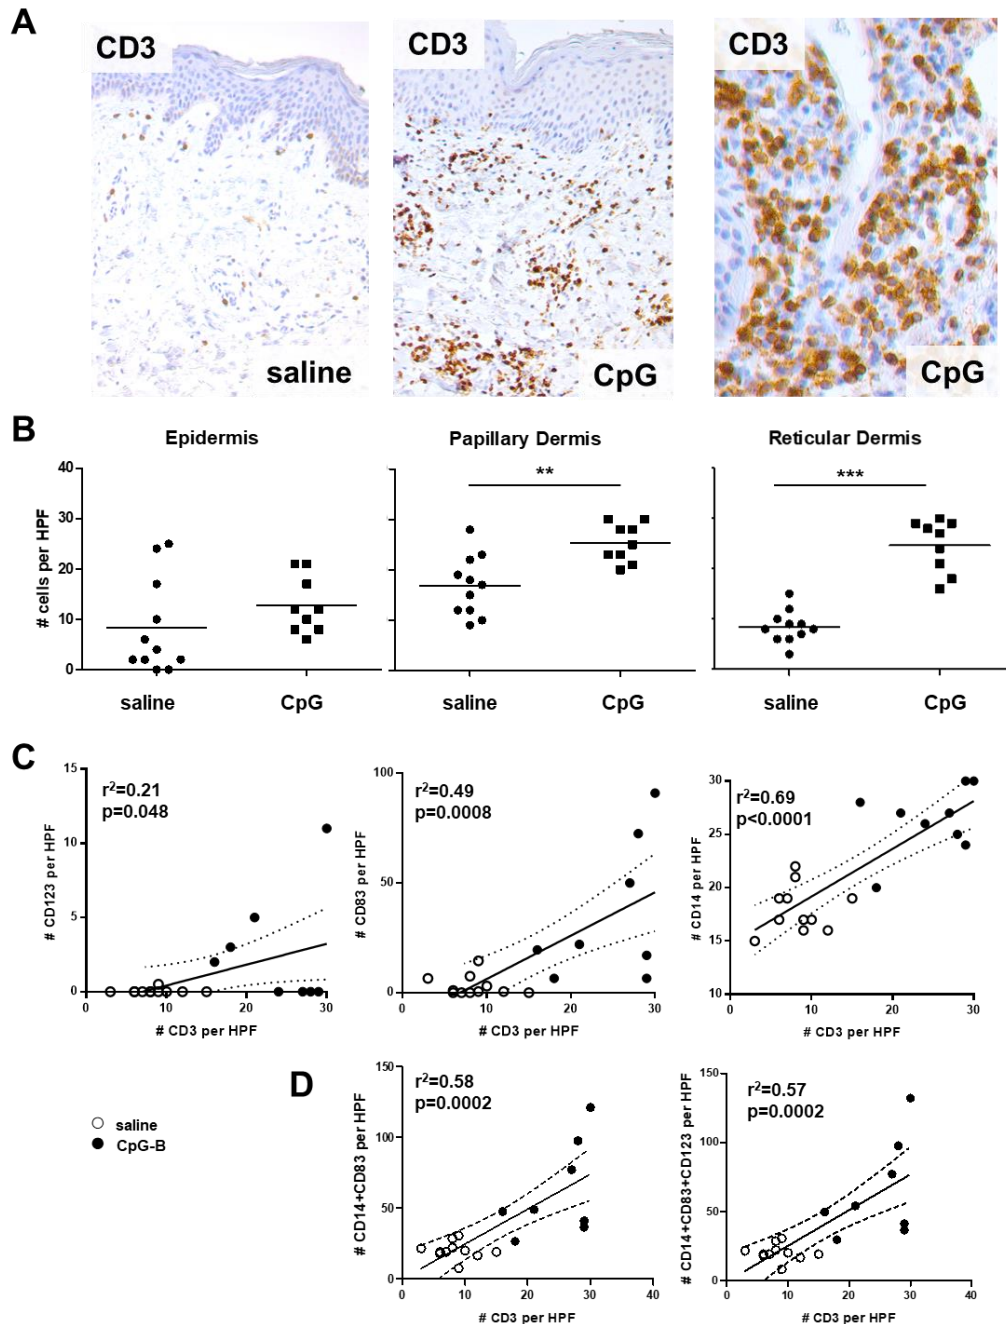 A
CD3
saline
CD3
CpG
CD3
CpG
B
Epidermis
Papillary Dermis
Reticular Dermis
# cells per HPF
40
30
20
10
0
**
***
saline
CpG
saline
CpG
saline
CpG
C
r²=0.21
p=0.048
# CD123 per HPF
15
10
5
0
0
10
20
30
# CD3 per HPF
r²=0.49
p=0.0008
# CD83 per HPF
100
50
0
0
10
20
30
# CD3 per HPF
r²=0.69
p<0.0001
# CD14 per HPF
30
25
20
15
10
0
10
20
30
# CD3 per HPF
saline
CpG-B
D
r²=0.58
p=0.0002
# CD14+CD83 per HPF
150
100
50
0
0
10
20
30
40
# CD3 per HPF
r²=0.57
p=0.0002
# CD14+CD83+CD123 per HPF
150
100
50
0
0
10
20
30
40
# CD3 per HPF